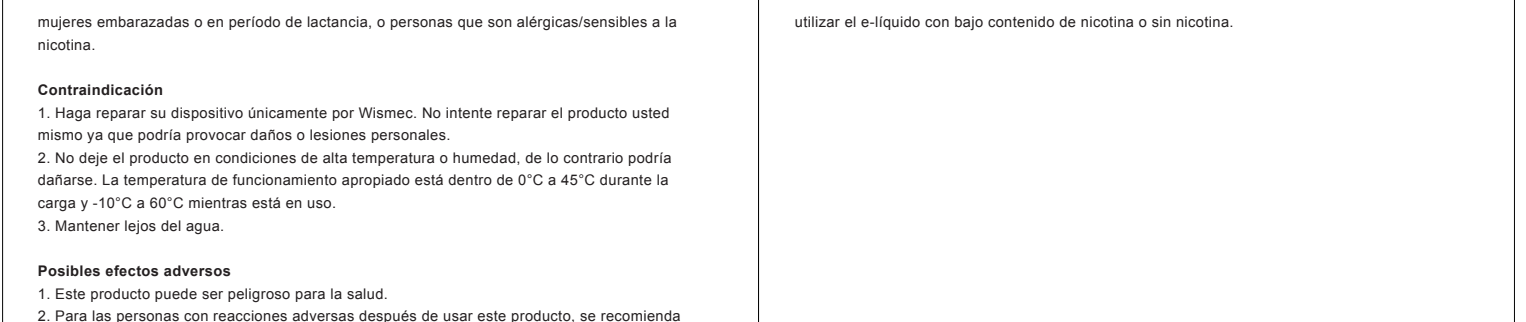 mujeres embarazadas o en período de lactancia, o personas que son alérgicas/sensibles a la
nicotina.
Contraindicación
1. Haga reparar su dispositivo únicamente por Wismec. No intente reparar el producto usted
mismo ya que podría provocar daños o lesiones personales.
2. No deje el producto en condiciones de alta temperatura o humedad, de lo contrario podría
dañarse. La temperatura de funcionamiento apropiado está dentro de 0°C a 45°C durante la
carga y -10°C a 60°C mientras está en uso.
3. Mantener lejos del agua.
Posibles efectos adversos
1. Este producto puede ser peligroso para la salud.
2. Para las personas con reacciones adversas después de usar este producto, se recomienda
utilizar el e-líquido con bajo contenido de nicotina o sin nicotina.